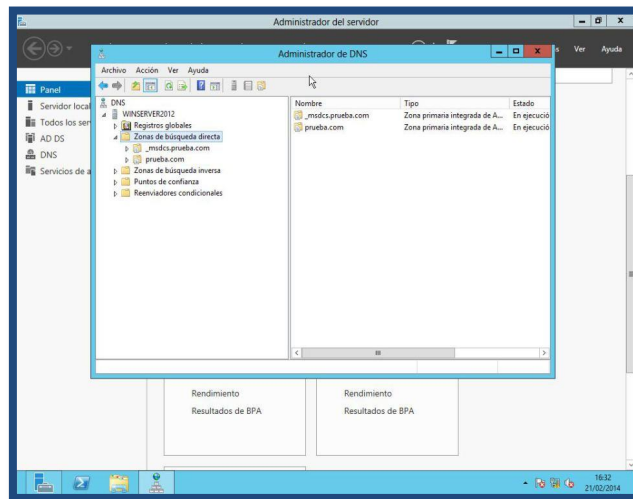 Administrador del servidor
Ver Ayuda
Administrador de DNS
Archivo Acción Ver Ayuda
Panel
Servidor local
Todos los ser
AD DS
DNS
Servicios de a
DNS
WINSERVER2012
Registros globales
Zonas de búsqueda directa
_msdcs.prueba.com
prueba.com
Zonas de búsqueda inversa
Puntos de confianza
Reenviadores condicionales
Nombre Tipo Estado
_msdcs.prueba.com Zona primaria integrada de A... En ejecució
prueba.com Zona primaria integrada de A... En ejecució
Rendimiento Rendimiento
Resultados de BPA Resultados de BPA
16:32
21/02/2014